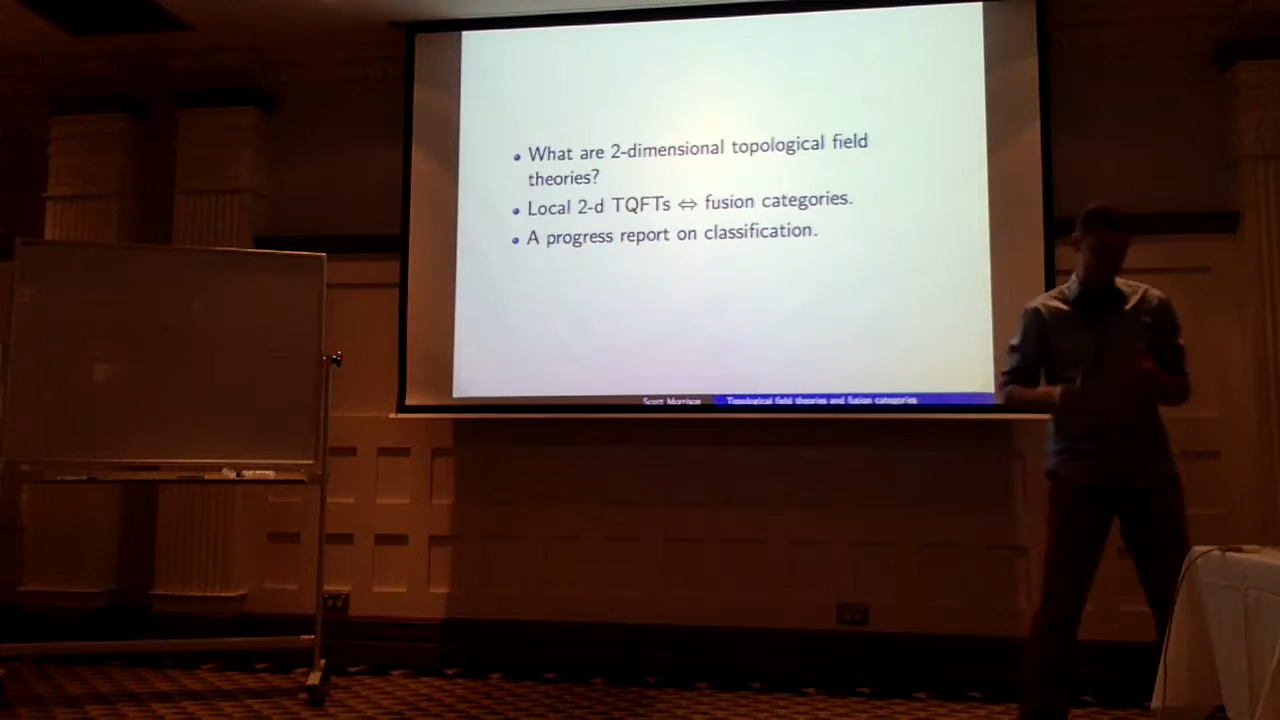 • What are 2-dimensional topological field
theories?
• Local 2-d TQFTs ⇔ fusion categories.
• A progress report on classification.
Scott Morrison Topological field theories and fusion categories